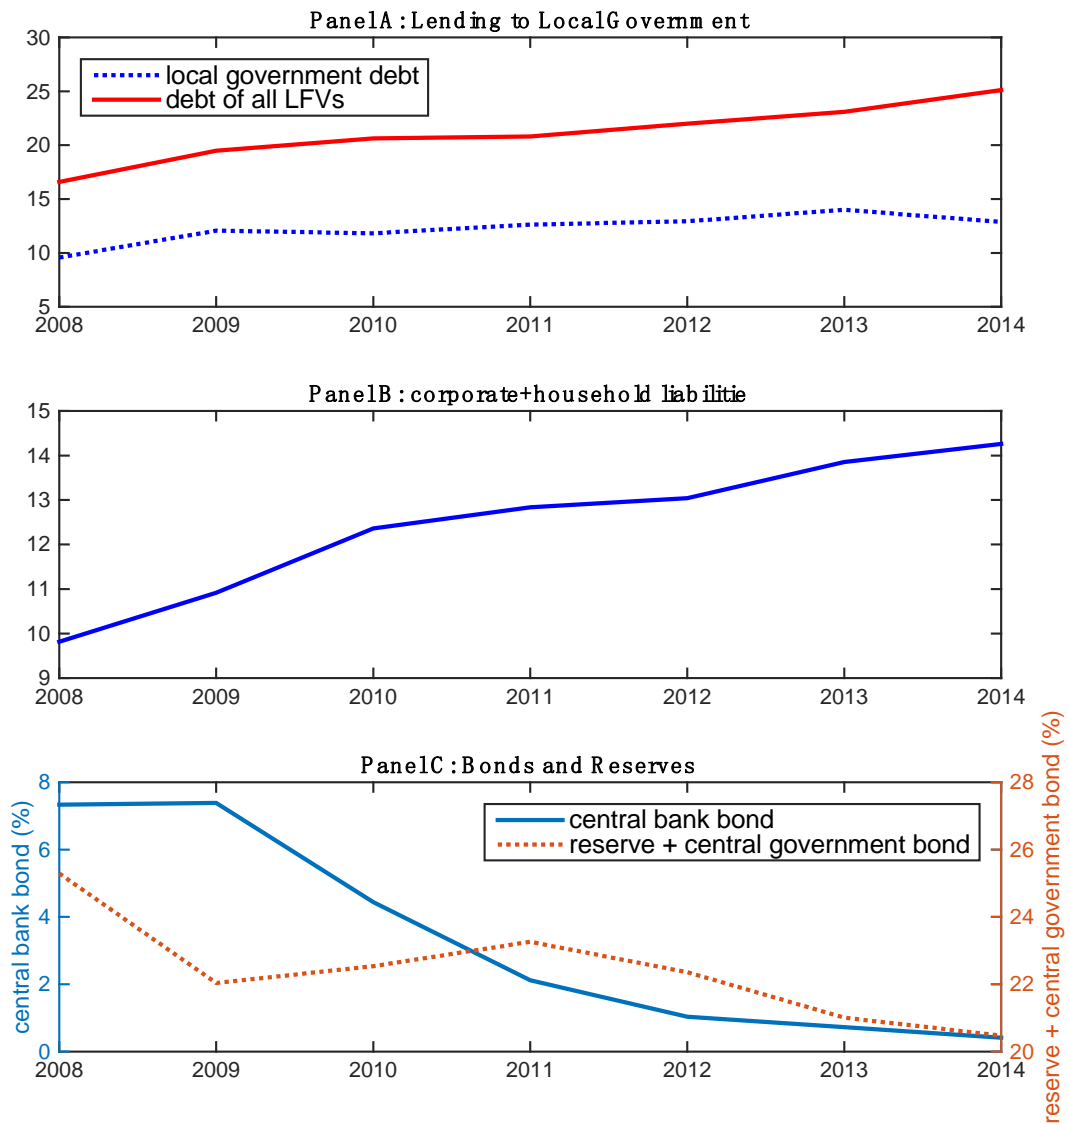 Panel A: Lending to Local Government
30
25
20
15
10
5
local government debt
debt of all LFVs
2008 2009 2010 2011 2012 2013 2014
Panel B: corporate+household liabilitie
15
14
13
12
11
10
9
2008 2009 2010 2011 2012 2013 2014
Panel C: Bonds and Reserves
central bank bond (%)
8
6
4
2
0
central bank bond
reserve + central government bond
28
26
24
22
20
reserve + central government bond (%)
2008 2009 2010 2011 2012 2013 2014